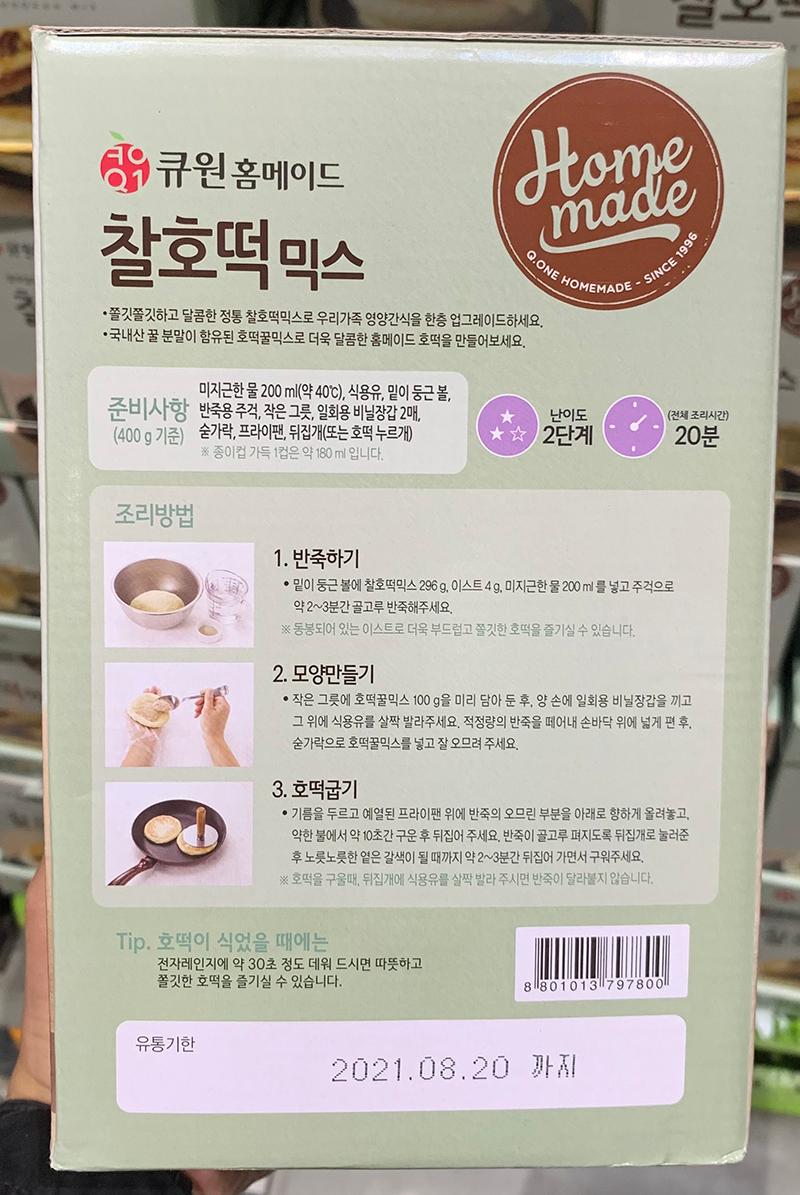 찰호떡
큐원
큐원 홈메이드
Home
made
Q.ONE HOMEMADE - SINCE 1996
찰호떡 믹스
•쫄깃쫄깃하고 달콤한 정통 찰호떡믹스로 우리가족 영양간식을 한층 업그레이드하세요.
•국내산 꿀 분말이 함유된 호떡꿀믹스로 더욱 달콤한 홈메이드 호떡을 만들어보세요.
준비사항
(400 g 기준)
미지근한 물 200 ml(약 40℃), 식용유, 밑이 둥근 볼,
반죽용 주걱, 작은 그릇, 일회용 비닐장갑 2매,
숟가락, 프라이팬, 뒤집개(또는 호떡 누르개)
※ 종이컵 가득 1컵은 약 180 ml 입니다.
난이도
2단계
(전체 조리시간)
20분
조리방법
1. 반죽하기
• 밑이 둥근 볼에 찰호떡믹스 296 g, 이스트 4 g, 미지근한 물 200 ml 를 넣고 주걱으로
약 2~3분간 골고루 반죽해주세요.
※ 동봉되어 있는 이스트로 더욱 부드럽고 쫄깃한 호떡을 즐기실 수 있습니다.
2. 모양만들기
• 작은 그릇에 호떡꿀믹스 100 g을 미리 담아 둔 후, 양 손에 일회용 비닐장갑을 끼고
그 위에 식용유를 살짝 발라주세요. 적정량의 반죽을 떼어내 손바닥 위에 넓게 편 후,
숟가락으로 호떡꿀믹스를 넣고 잘 오므려 주세요.
3. 호떡굽기
• 기름을 두르고 예열된 프라이팬 위에 반죽의 오므린 부분을 아래로 향하게 올려놓고,
약한 불에서 약 10초간 구운 후 뒤집어 주세요. 반죽이 골고루 퍼지도록 뒤집개로 눌러준
후 노릇노릇한 옅은 갈색이 될 때까지 약 2~3분간 뒤집어 가면서 구워주세요.
※ 호떡을 구울때, 뒤집개에 식용유를 살짝 발라 주시면 반죽이 달라붙지 않습니다.
Tip. 호떡이 식었을 때에는
전자레인지에 약 30초 정도 데워 드시면 따뜻하고
쫄깃한 호떡을 즐기실 수 있습니다.
8 801013 797800
유통기한
2021.08.20 까지